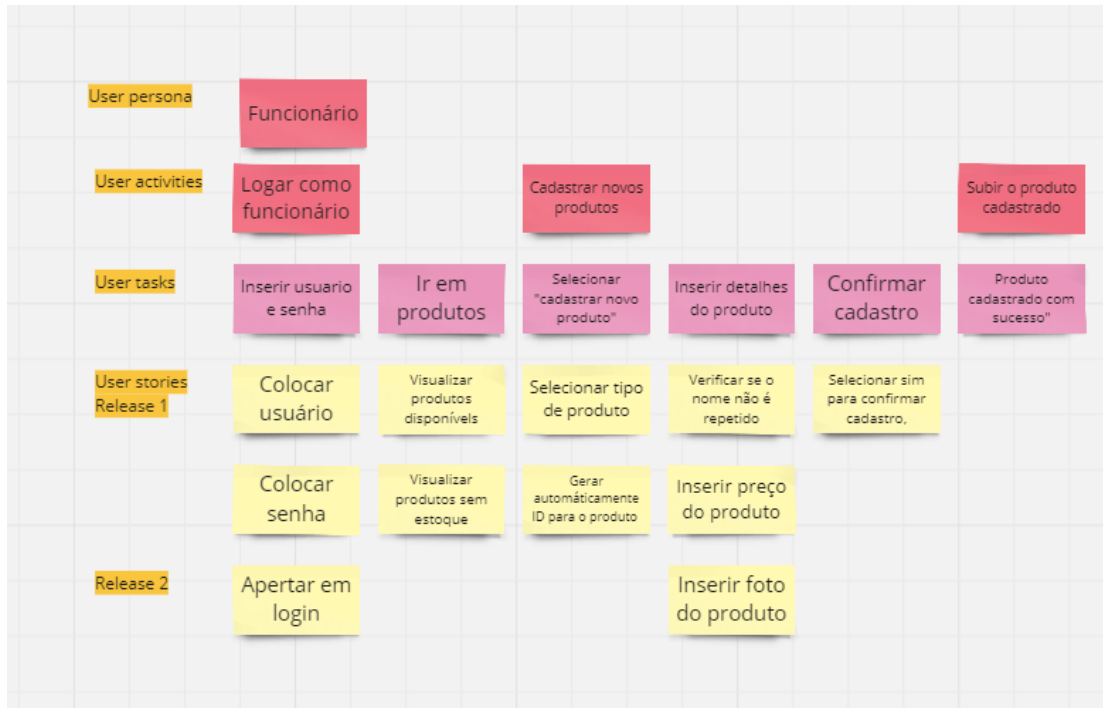 User persona
Funcionário
User activities
Logar como
funcionário
Cadastrar novos
produtos
Subir o produto
cadastrado
User tasks
Inserir usuario
e senha
Ir em
produtos
Selecionar
"cadastrar novo
produto"
Inserir detalhes
do produto
Confirmar
cadastro
Produto
cadastrado com
sucesso"
User stories
Release 1
Colocar
usuário
Visualizar
produtos
disponívels
Selecionar tipo
de produto
Verificar se o
nome não é
repetido
Selecionar sim
para confirmar
cadastro,
Colocar
senha
Visualizar
produtos sem
estoque
Gerar
automáticamente
ID para o produto
Inserir preço
do produto
Release 2
Apertar em
login
Inserir foto
do produto